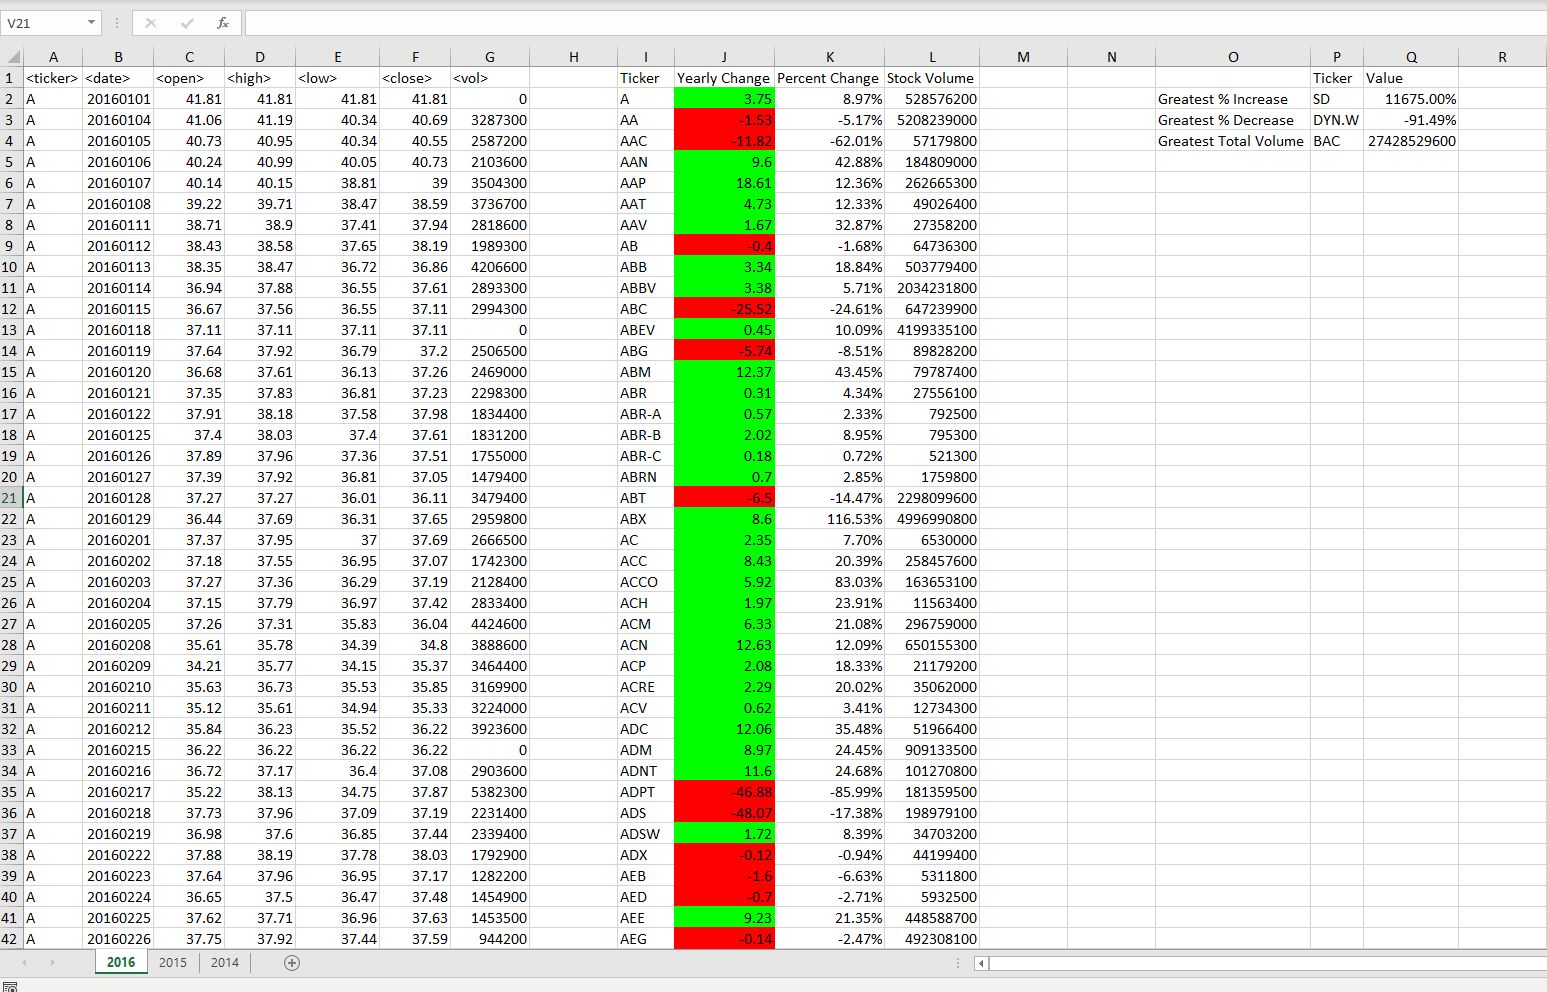 V21 fx
A B C D E F G H I J K L M N O P Q R
1 <ticker> <date> <open> <high> <low> <close> <vol> Ticker Yearly Change Percent Change Stock Volume Ticker Value
2 A 20160101 41.81 41.81 41.81 41.81 0 A 3.75 8.97% 528576200 Greatest % Increase SD 11675.00%
3 A 20160104 41.06 41.19 40.34 40.69 3287300 AA -1.53 -5.17% 5208239000 Greatest % Decrease DYN.W -91.49%
4 A 20160105 40.73 40.95 40.34 40.55 2587200 AAC -11.82 -62.01% 57179800 Greatest Total Volume BAC 27428529600
5 A 20160106 40.24 40.99 40.05 40.73 2103600 AAN 9.6 42.88% 184809000
6 A 20160107 40.14 40.15 38.81 39 3504300 AAP 18.61 12.36% 262665300
7 A 20160108 39.22 39.71 38.47 38.59 3736700 AAT 4.73 12.33% 49026400
8 A 20160111 38.71 38.9 37.41 37.94 2818600 AAV 1.67 32.87% 27358200
9 A 20160112 38.43 38.58 37.65 38.19 1989300 AB -0.4 -1.68% 64736300
10 A 20160113 38.35 38.47 36.72 36.86 4206600 ABB 3.34 18.84% 503779400
11 A 20160114 36.94 37.88 36.55 37.61 2893300 ABBV 3.38 5.71% 2034231800
12 A 20160115 36.67 37.56 36.55 37.11 2994300 ABC -25.52 -24.61% 647239900
13 A 20160118 37.11 37.11 37.11 37.11 0 ABEV 0.45 10.09% 4199335100
14 A 20160119 37.64 37.92 36.79 37.2 2506500 ABG -5.74 -8.51% 89828200
15 A 20160120 36.68 37.61 36.13 37.26 2469000 ABM 12.37 43.45% 79787400
16 A 20160121 37.35 37.83 36.81 37.23 2298300 ABR 0.31 4.34% 27556100
17 A 20160122 37.91 38.18 37.58 37.98 1834400 ABR-A 0.57 2.33% 792500
18 A 20160125 37.4 38.03 37.4 37.61 1831200 ABR-B 2.02 8.95% 795300
19 A 20160126 37.89 37.96 37.36 37.51 1755000 ABR-C 0.18 0.72% 521300
20 A 20160127 37.39 37.92 36.81 37.05 1479400 ABRN 0.7 2.85% 1759800
21 A 20160128 37.27 37.27 36.01 36.11 3479400 ABT -6.5 -14.47% 2298099600
22 A 20160129 36.44 37.69 36.31 37.65 2959800 ABX 8.6 116.53% 4996990800
23 A 20160201 37.37 37.95 37 37.69 2666500 AC 2.35 7.70% 6530000
24 A 20160202 37.18 37.55 36.95 37.07 1742300 ACC 8.43 20.39% 258457600
25 A 20160203 37.27 37.36 36.29 37.19 2128400 ACCO 5.92 83.03% 163653100
26 A 20160204 37.15 37.79 36.97 37.42 2833400 ACH 1.97 23.91% 11563400
27 A 20160205 37.26 37.31 35.83 36.04 4424600 ACM 6.33 21.08% 296759000
28 A 20160208 35.61 35.78 34.39 34.8 3888600 ACN 12.63 12.09% 650155300
29 A 20160209 34.21 35.77 34.15 35.37 3464400 ACP 2.08 18.33% 21179200
30 A 20160210 35.63 36.73 35.53 35.85 3169900 ACRE 2.29 20.02% 35062000
31 A 20160211 35.12 35.61 34.94 35.33 3224000 ACV 0.62 3.41% 12734300
32 A 20160212 35.84 36.23 35.52 36.22 3923600 ADC 12.06 35.48% 51966400
33 A 20160215 36.22 36.22 36.22 36.22 0 ADM 8.97 24.45% 909133500
34 A 20160216 36.72 37.17 36.4 37.08 2903600 ADNT 11.6 24.68% 101270800
35 A 20160217 35.22 38.13 34.75 37.87 5382300 ADPT -46.88 -85.99% 181359500
36 A 20160218 37.73 37.96 37.09 37.19 2231400 ADS -48.07 -17.38% 198979100
37 A 20160219 36.98 37.6 36.85 37.44 2339400 ADSW 1.72 8.39% 34703200
38 A 20160222 37.88 38.19 37.78 38.03 1792900 ADX -0.12 -0.94% 44199400
39 A 20160223 37.64 37.96 36.95 37.17 1282200 AEB -1.6 -6.63% 5311800
40 A 20160224 36.65 37.5 36.47 37.48 1454900 AED -0.7 -2.71% 5932500
41 A 20160225 37.62 37.71 36.96 37.63 1453500 AEE 9.23 21.35% 448588700
42 A 20160226 37.75 37.92 37.44 37.59 944200 AEG -0.14 -2.47% 492308100
2016 2015 2014